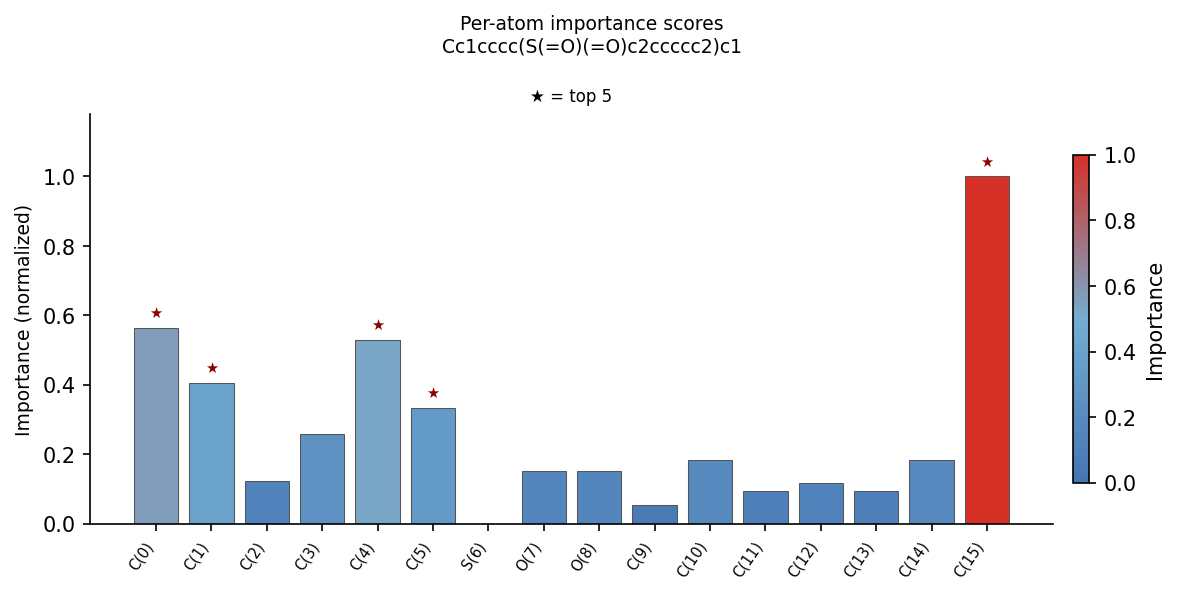 Per-atom importance scores
Cc1cccc(S(=O)(=O)c2ccccc2)c1
★ = top 5
Importance (normalized)
1.0
0.8
0.6
0.4
0.2
0.0
C(0)
C(1)
C(2)
C(3)
C(4)
C(5)
S(6)
O(7)
O(8)
C(9)
C(10)
C(11)
C(12)
C(13)
C(14)
C(15)
1.0
0.8
0.6
0.4
0.2
0.0
Importance